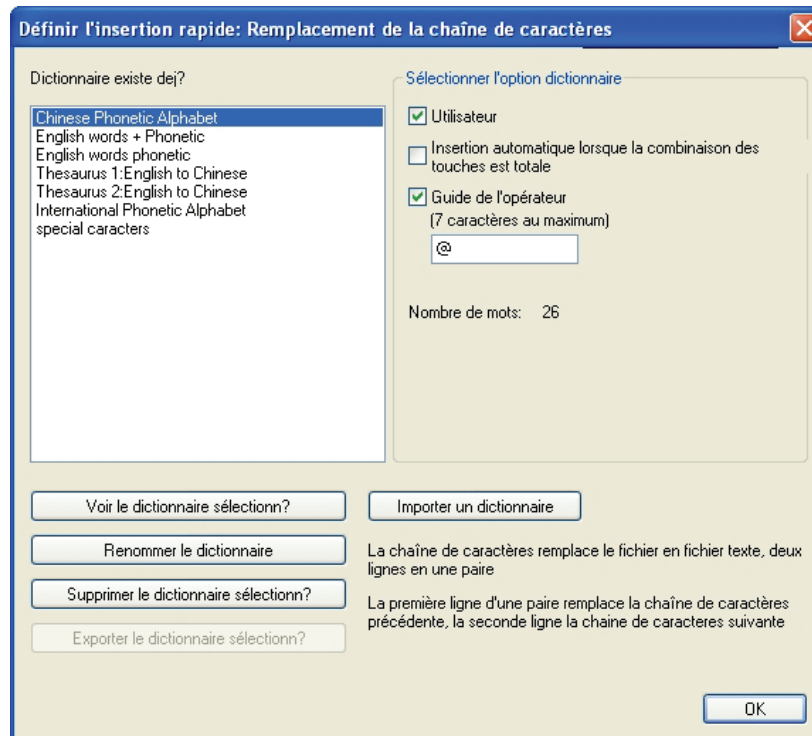 Définir l'insertion rapide: Remplacement de la chaîne de caractères
Dictionnaire existe dej?
Chinese Phonetic Alphabet
English words + Phonetic
English words phonetic
Thesaurus 1:English to Chinese
Thesaurus 2:English to Chinese
International Phonetic Alphabet
special caracters
Sélectionner l'option dictionnaire
Utilisateur
Insertion automatique lorsque la combinaison des
touches est totale
Guide de l'opérateur
(7 caractères au maximum)
@
Nombre de mots: 26
Voir le dictionnaire sélectionn?
Renommer le dictionnaire
Supprimer le dictionnaire sélectionn?
Exporter le dictionnaire sélectionn?
Importer un dictionnaire
La chaîne de caractères remplace le fichier en fichier texte, deux
lignes en une paire
La première ligne d'une paire remplace la chaîne de caractères
précédente, la seconde ligne la chaine de caracteres suivante
OK